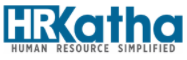 HRKatha
HUMAN RESOURCE SIMPLIFIED